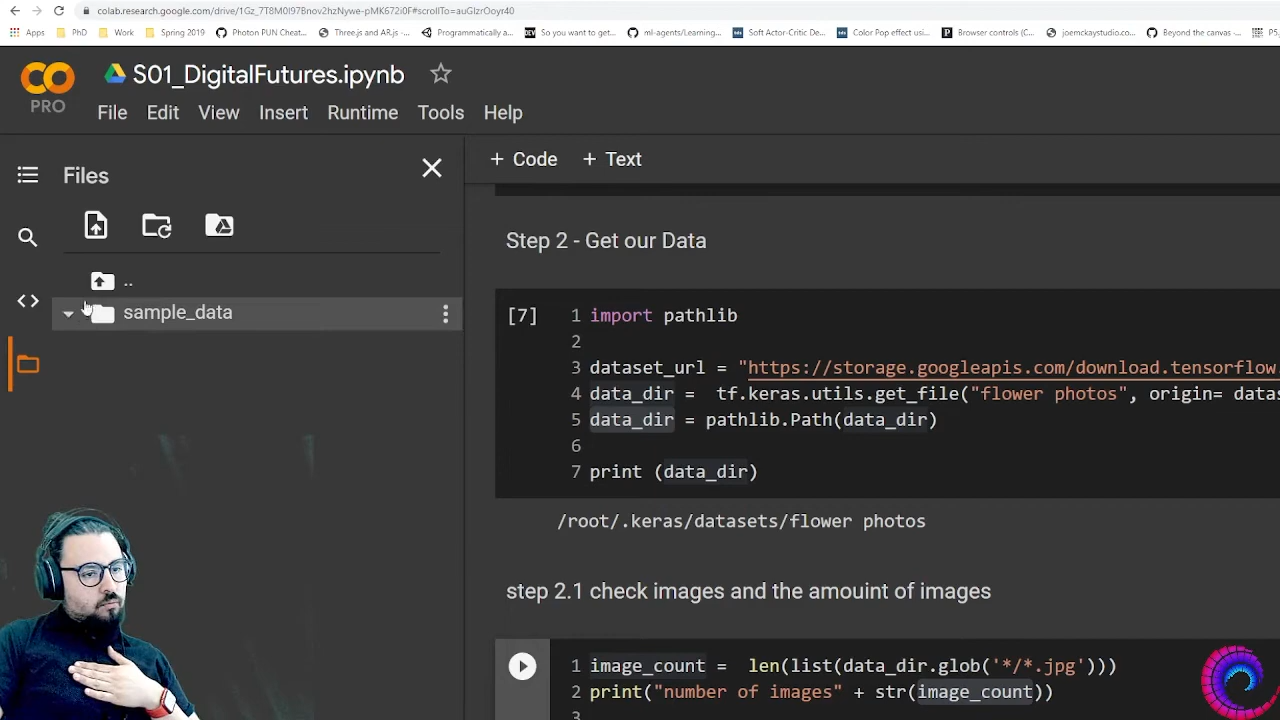 colab.research.google.com/drive/1Gz_7T8M0I97Bnov2hzNywe-pMK672i0F#scrollTo=auGlzrOoyr40
Apps PhD Work Spring 2019 Photon PUN Cheat... Three.js and AR.js -... Programmatically a... So you want to get... ml-agents/Learning... Soft Actor-Critic De... Color Pop effect usi... Browser controls (C... joemckaystudio.co... Beyond the canvas -...
S01_DigitalFutures.ipynb
PRO
File Edit View Insert Runtime Tools Help
Files
+ Code + Text
Step 2 - Get our Data
..
sample_data
[7]
1 import pathlib
2
3 dataset_url = "https://storage.googleapis.com/download.tensorflow.
4 data_dir = tf.keras.utils.get_file("flower photos", origin= datas
5 data_dir = pathlib.Path(data_dir)
6
7 print (data_dir)
/root/.keras/datasets/flower photos
step 2.1 check images and the amouint of images
1 image_count = len(list(data_dir.glob('*/*.jpg')))
2 print("number of images" + str(image_count))
3